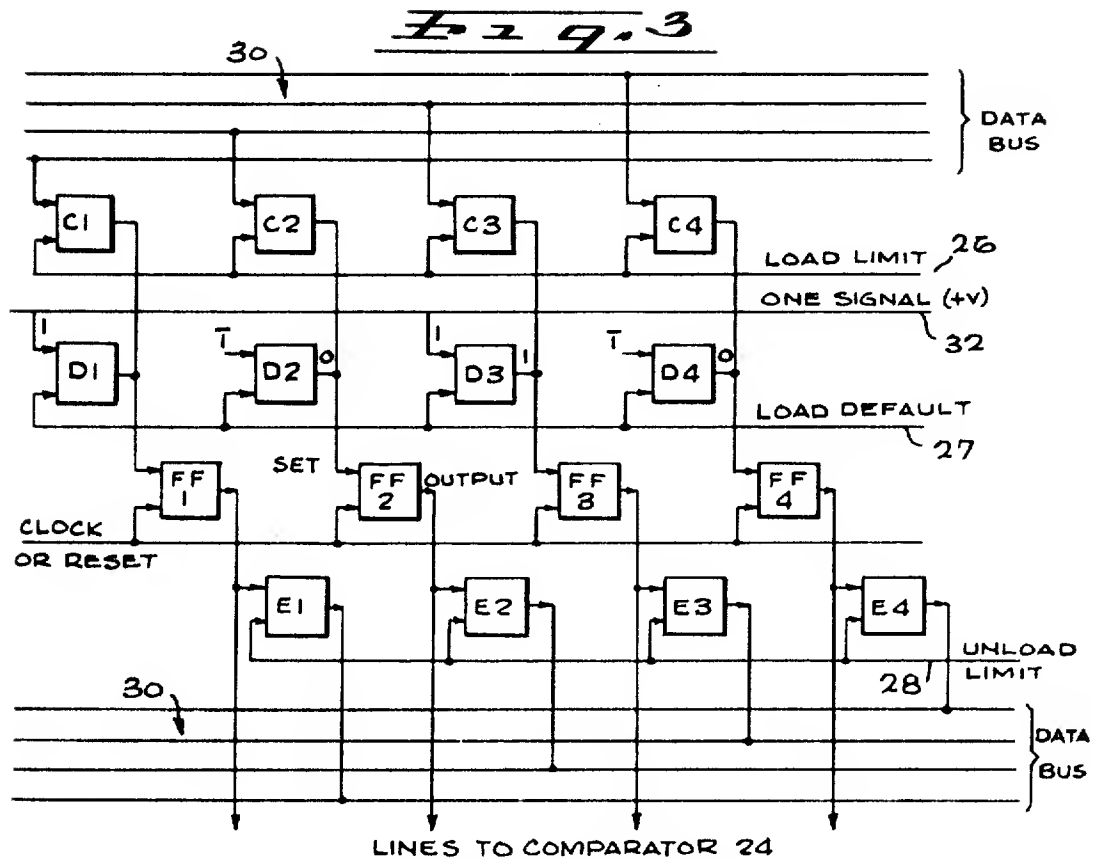 Fig. 3
30
DATA
BUS
C1 C2 C3 C4
LOAD LIMIT 26
ONE SIGNAL (+V)
32
1 1̅ 1 1̅
D1 D2 0 D3 1 D4 0
LOAD DEFAULT
27
SET OUTPUT
FF
1
FF
2
FF
3
FF
4
CLOCK
OR RESET
E1 E2 E3 E4
UNLOAD
LIMIT
28
30
DATA
BUS
LINES TO COMPARATOR 24